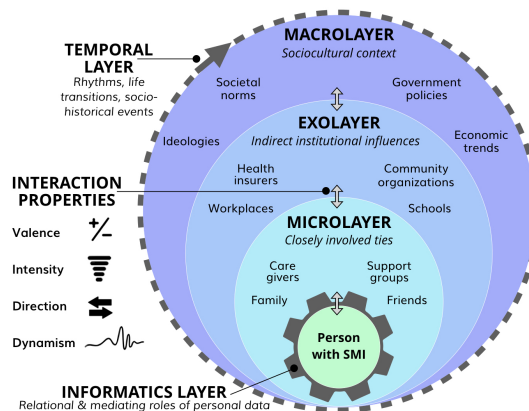 MACROLAYER
Sociocultural context
TEMPORAL
LAYER
Rhythms, life
transitions, socio-
historical events
Societal
norms
Government
policies
Ideologies
Economic
trends
EXOLAYER
Indirect institutional influences
Health
insurers
Community
organizations
Workplaces
Schools
INTERACTION
PROPERTIES
Valence
+/−
Intensity
Direction
Dynamism
MICROLAYER
Closely involved ties
Care
givers
Support
groups
Family
Friends
Person
with SMI
INFORMATICS LAYER
Relational & mediating roles of personal data